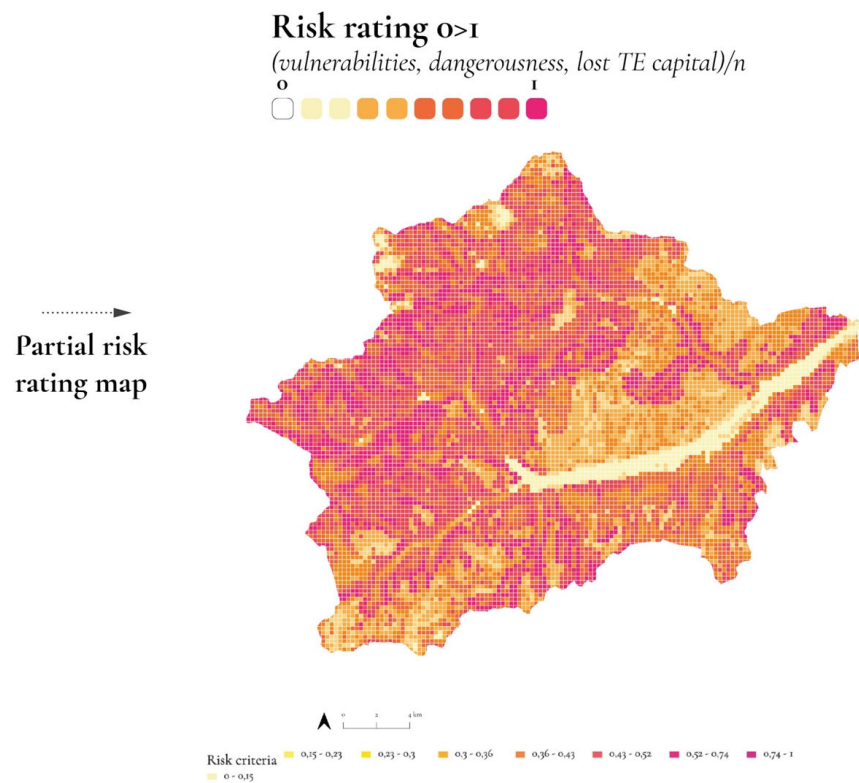 Risk rating 0>1
(vulnerabilities, dangerousness, lost TE capital)/n
0 1
Partial risk
rating map
0 2 4 km
Risk criteria
0 - 0,15
0,15 - 0,23
0,23 - 0,3
0,3 - 0,36
0,36 - 0,43
0,43 - 0,52
0,52 - 0,74
0,74 - 1